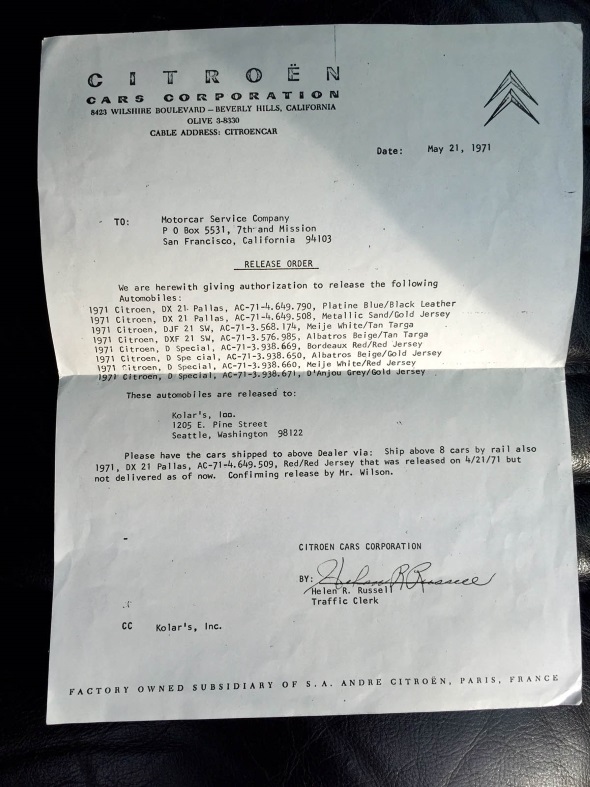 CITROËN
CARS CORPORATION
8423 WILSHIRE BOULEVARD — BEVERLY HILLS, CALIFORNIA
OLIVE 3-8330
CABLE ADDRESS: CITROENCAR
Date: May 21, 1971
TO: Motorcar Service Company
P O Box 5531, 7th and Mission
San Francisco, California 94103
RELEASE ORDER
We are herewith giving authorization to release the following
Automobiles:
1971 Citroen, DX 21 Pallas, AC-71-4.649.790, Platine Blue/Black Leather
1971 Citroen, DX 21 Pallas, AC-71-4.649.508, Metallic Sand/Gold Jersey
1971 Citroen, DJF 21 SW, AC-71-3.568.174, Meije White/Tan Targa
1971 Citroen, DXF 21 SW, AC-71-3.576.985, Albatros Beige/Tan Targa
1971 Citroen, D Special, AC-71-3.938.669, Bordeaux Red/Red Jersey
1971 Citroen, D Special, AC-71-3.938.650, Albatros Beige/Gold Jersey
1971 Citroen, D Special, AC-71-3.938.660, Meije White/Red Jersey
1971 Citroen, D Special, AC-71-3.938.671, D'Anjou Grey/Gold Jersey
These automobiles are released to:
Kolar's, Inc.
1205 E. Pine Street
Seattle, Washington 98122
Please have the cars shipped to above Dealer via: Ship above 8 cars by rail also
1971, DX 21 Pallas, AC-71-4.649.509, Red/Red Jersey that was released on 4/21/71 but
not delivered as of now. Confirming release by Mr. Wilson.
CITROEN CARS CORPORATION
BY: Helen R Russell
Helen R. Russell
Traffic Clerk
CC Kolar's, Inc.
FACTORY OWNED SUBSIDIARY OF S.A. ANDRE CITROËN, PARIS, FRANCE